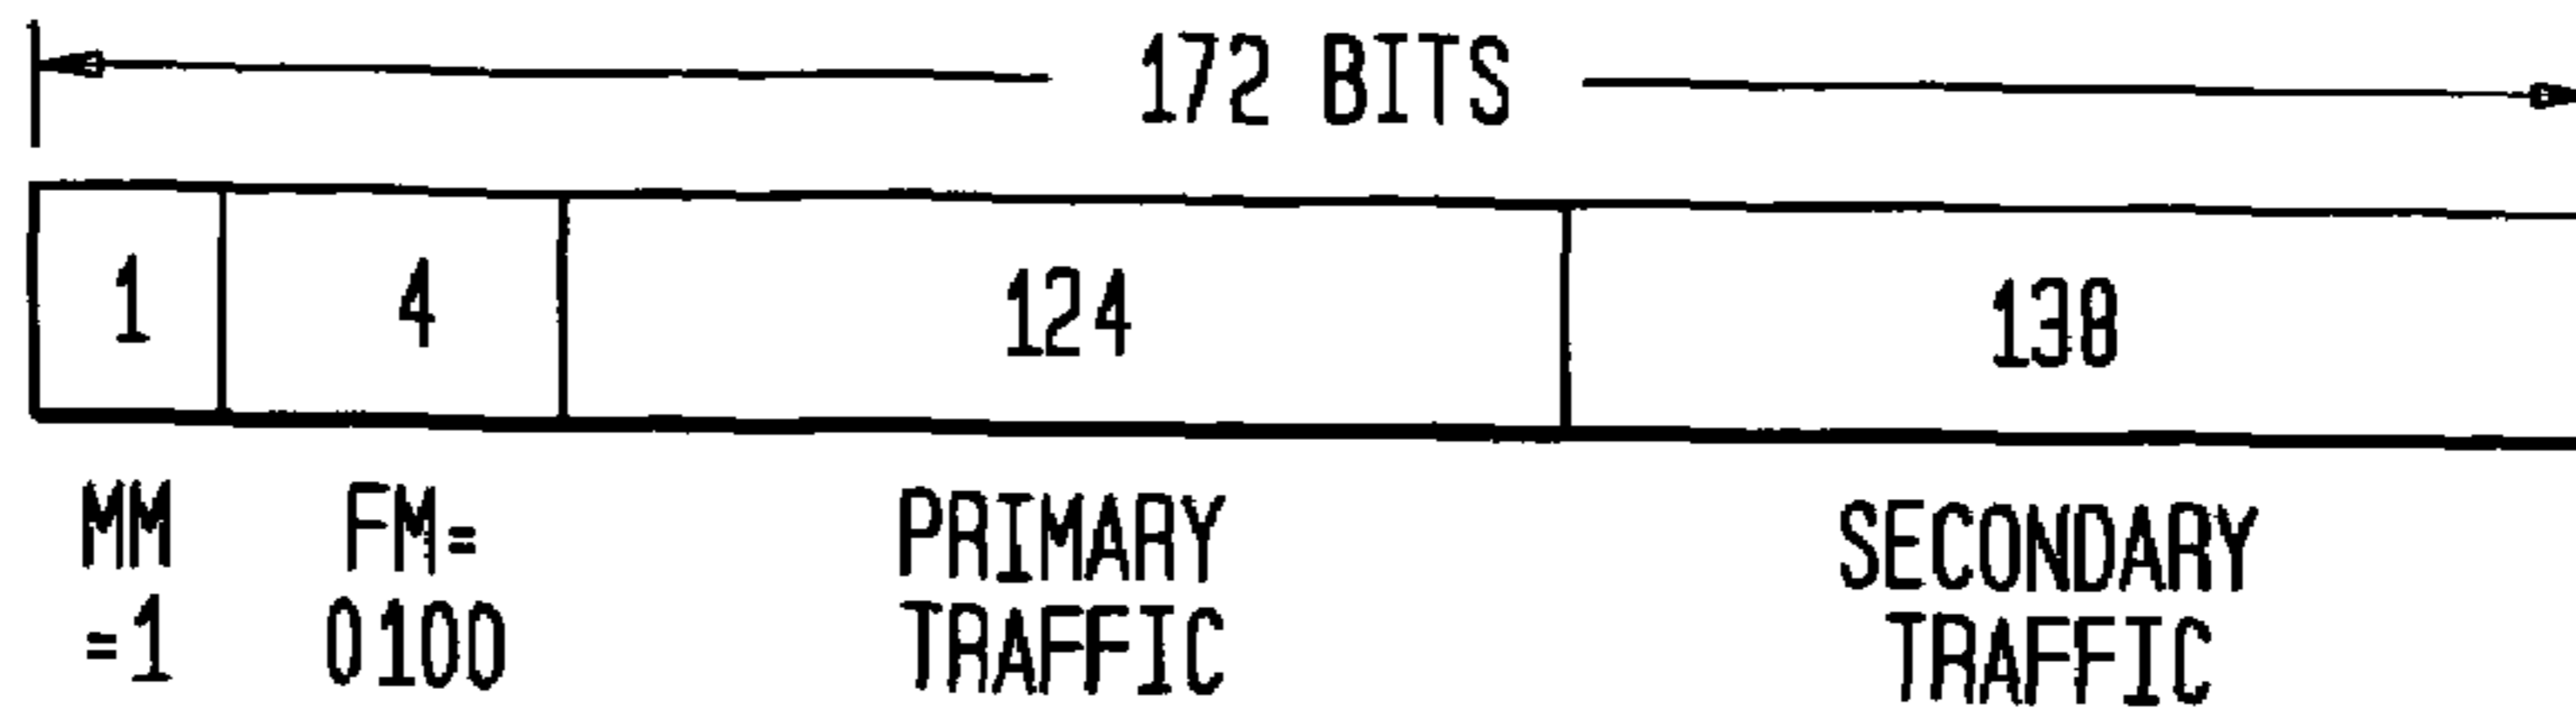 172 BITS
1 4 124 138
MM FM= PRIMARY SECONDARY
=1 0100 TRAFFIC TRAFFIC